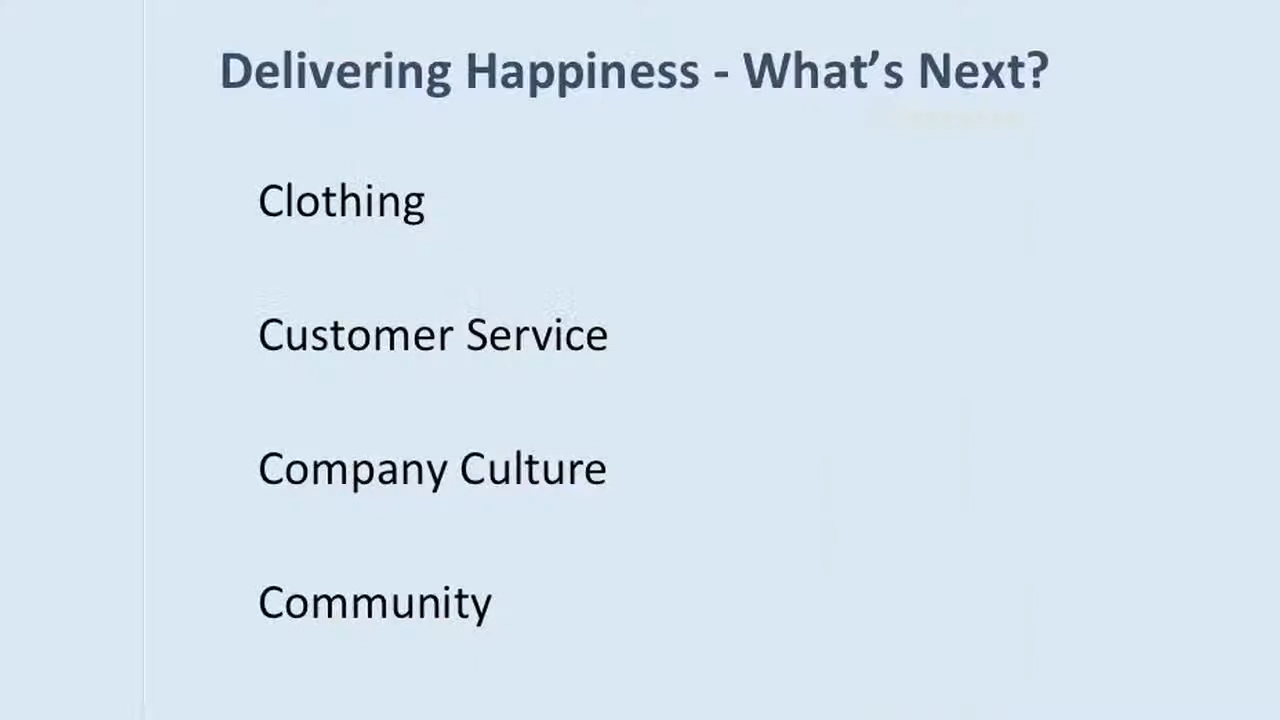 Delivering Happiness - What’s Next?
Clothing
Customer Service
Company Culture
Community